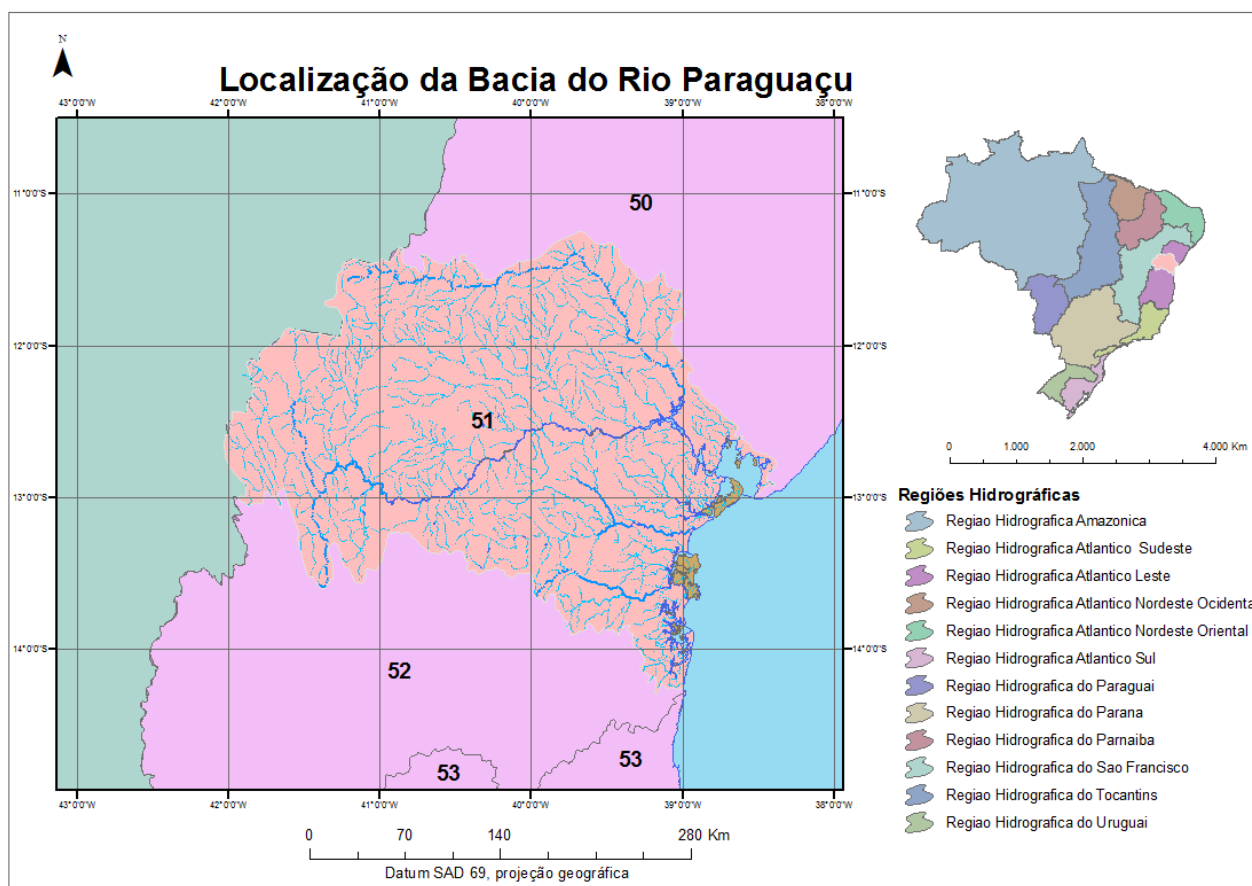 N
Localização da Bacia do Rio Paraguaçu
43°0'0"W 42°0'0"W 41°0'0"W 40°0'0"W 39°0'0"W 38°0'0"W
11°0'0"S 11°0'0"S
50
12°0'0"S 12°0'0"S
51
13°0'0"S 13°0'0"S
14°0'0"S 14°0'0"S
52
53 53
43°0'0"W 42°0'0"W 41°0'0"W 40°0'0"W 39°0'0"W 38°0'0"W
0 70 140 280 Km
Datum SAD 69, projeção geográfica
0 1.000 2.000 4.000 Km
Regiões Hidrográficas
Regiao Hidrografica Amazonica
Regiao Hidrografica Atlantico Sudeste
Regiao Hidrografica Atlantico Leste
Regiao Hidrografica Atlantico Nordeste Ocidenta
Regiao Hidrografica Atlantico Nordeste Oriental
Regiao Hidrografica Atlantico Sul
Regiao Hidrografica do Paraguai
Regiao Hidrografica do Parana
Regiao Hidrografica do Parnaiba
Regiao Hidrografica do Sao Francisco
Regiao Hidrografica do Tocantins
Regiao Hidrografica do Uruguai